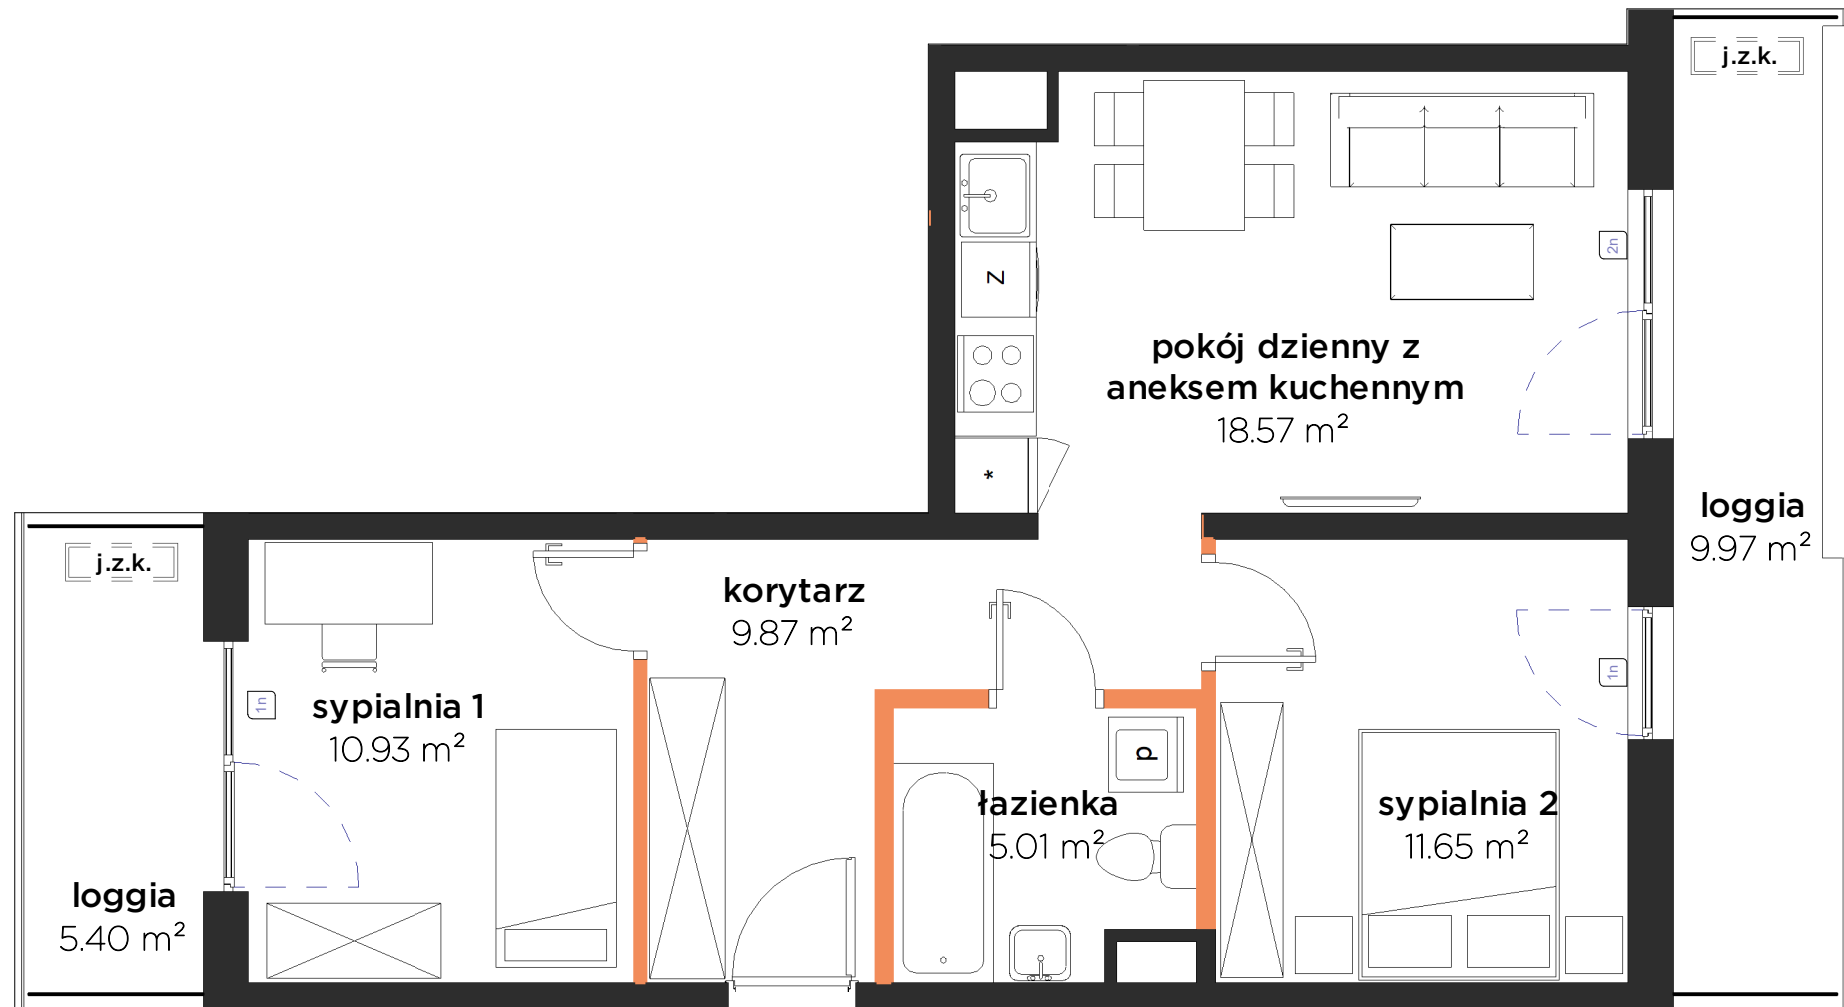 j.z.k.
2n
Z
pokój dzienny z
aneksem kuchennym
18.57 m²
*
loggia
9.97 m²
j.z.k.
korytarz
9.87 m²
1n
1n
sypialnia 1
10.93 m²
p
łazienka
5.01 m²
sypialnia 2
11.65 m²
loggia
5.40 m²